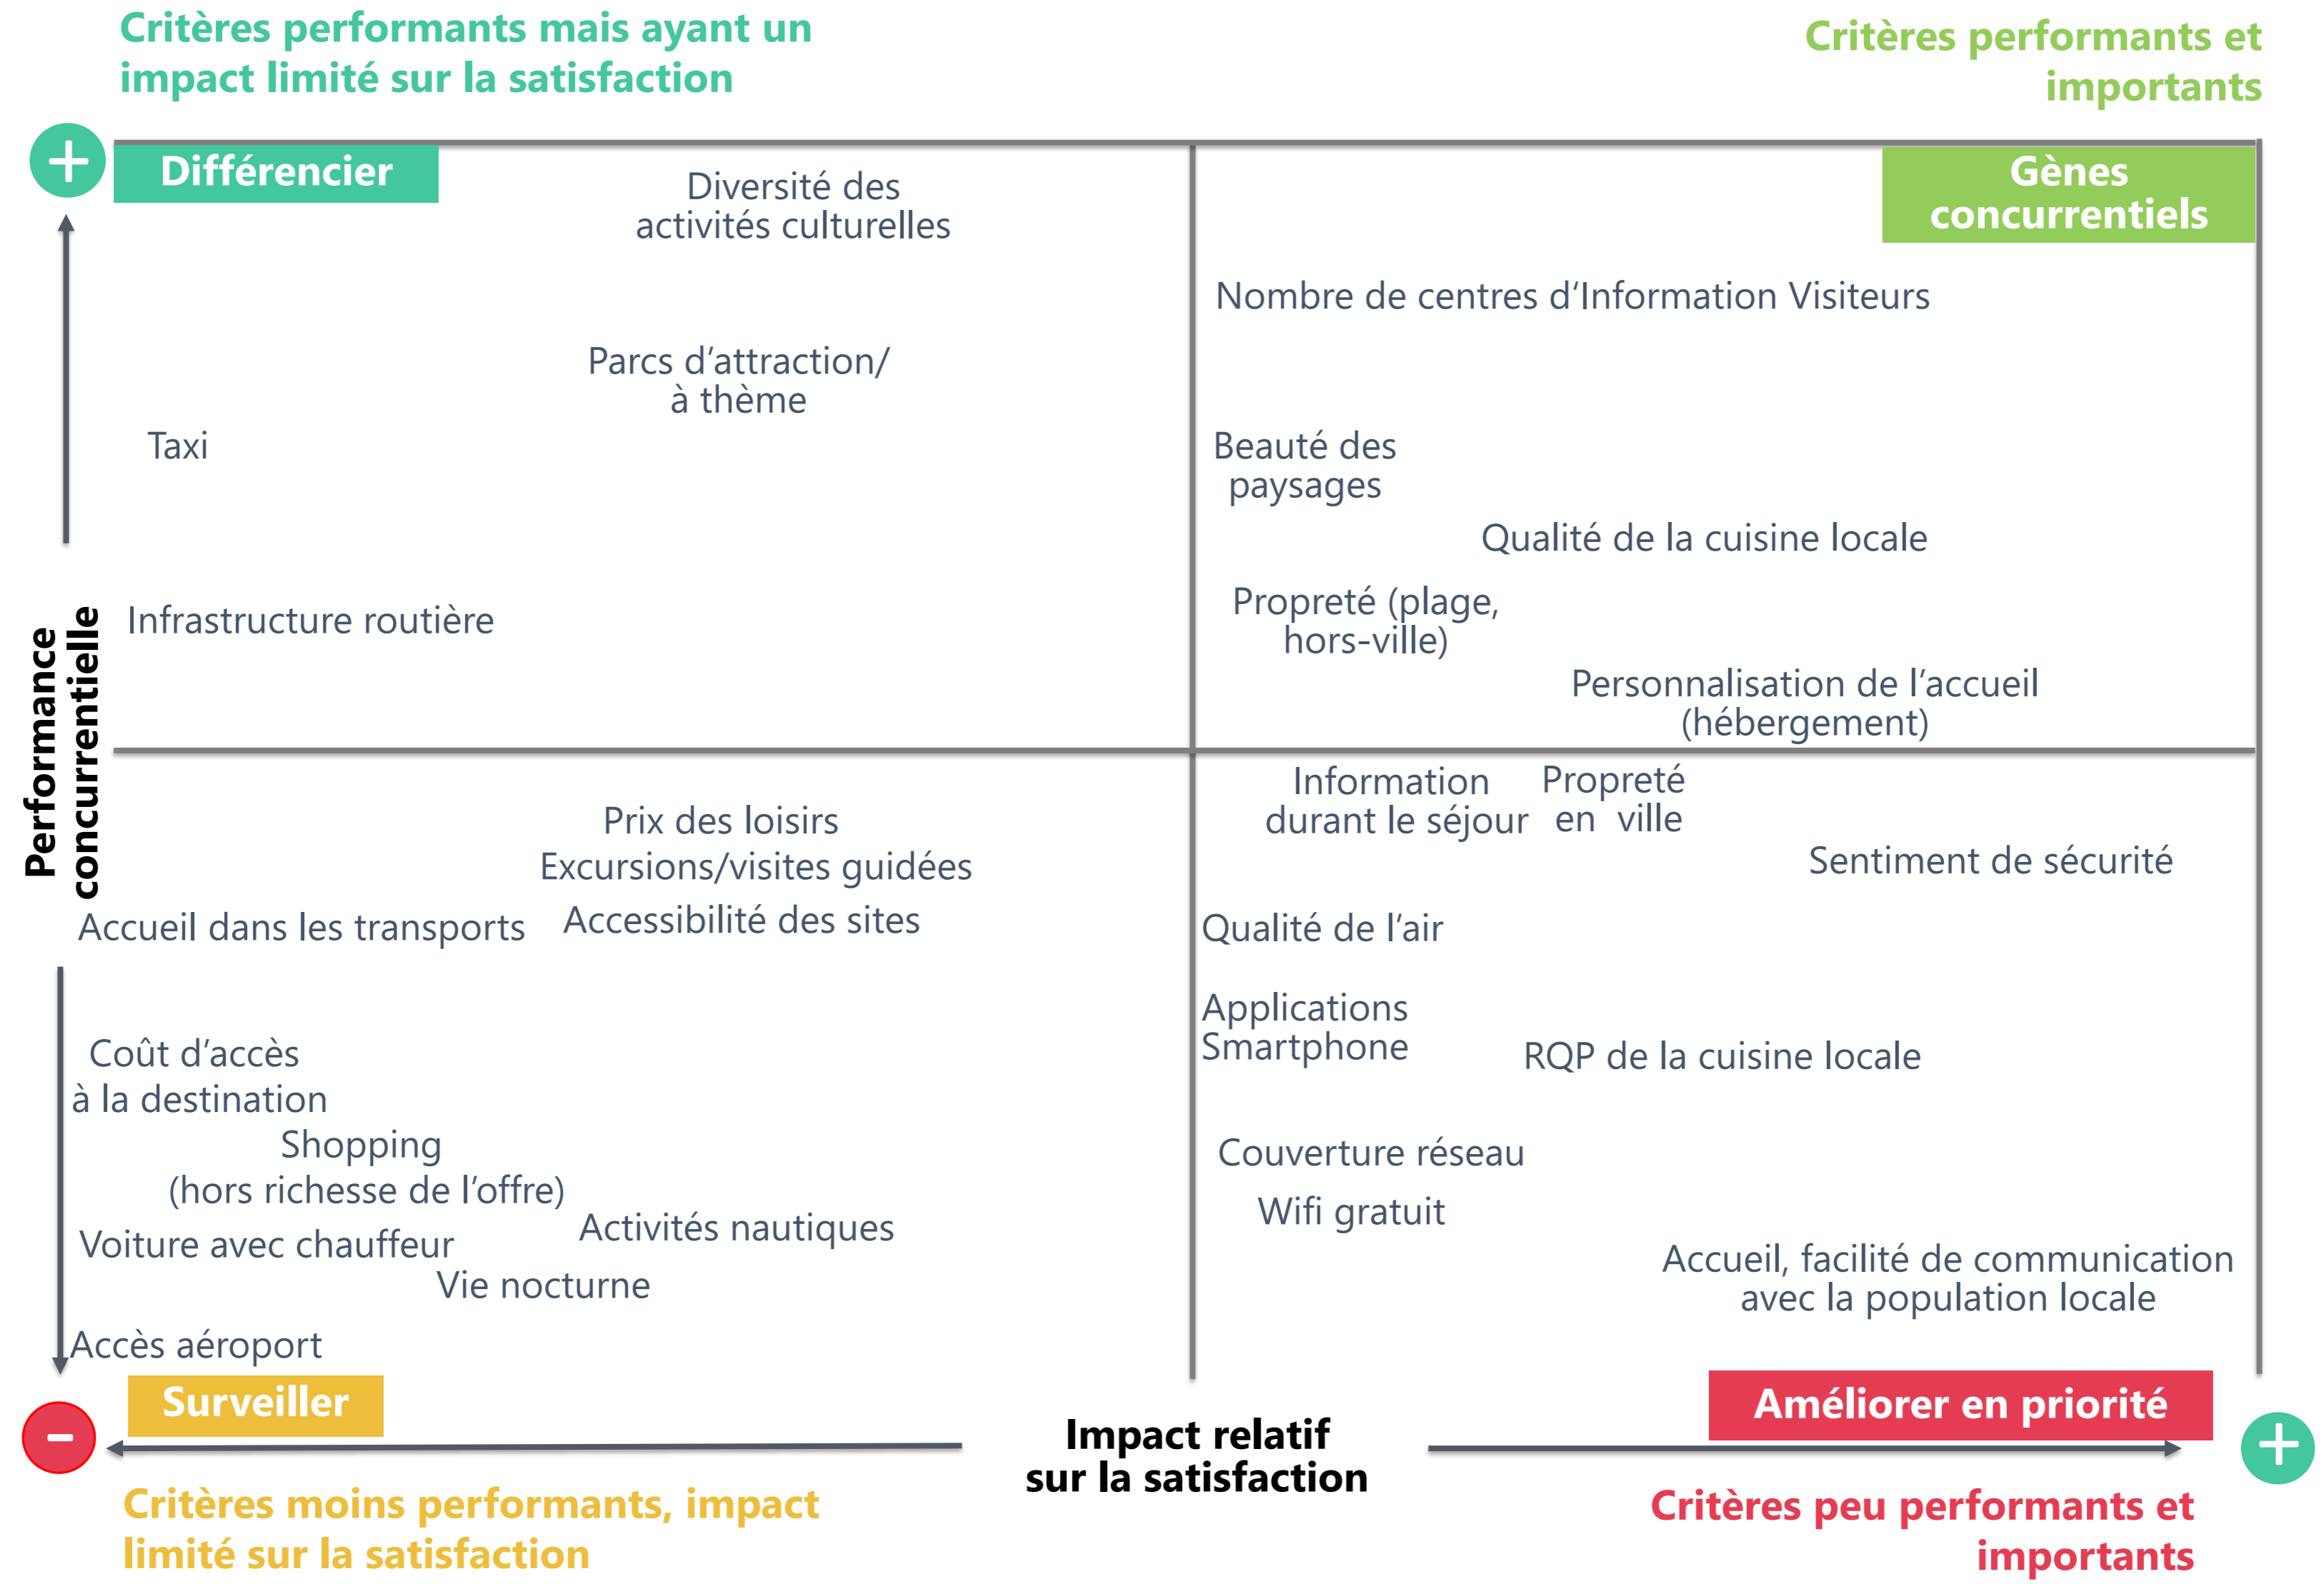 Critères performants mais ayant un
impact limité sur la satisfaction
Critères performants et
importants
+
Différencier
Gènes
concurrentiels
Diversité des
activités culturelles
Nombre de centres d‘Information Visiteurs
Parcs d’attraction/
à thème
Taxi
Beauté des
paysages
Qualité de la cuisine locale
Infrastructure routière
Propreté (plage,
hors-ville)
Personnalisation de l’accueil
(hébergement)
Performance
concurrentielle
Information
durant le séjour
Propreté
en  ville
Prix des loisirs
Excursions/visites guidées
Sentiment de sécurité
Accueil dans les transports
Accessibilité des sites
Qualité de l’air
Applications
Smartphone
Coût d’accès
à la destination
RQP de la cuisine locale
Shopping
(hors richesse de l’offre)
Couverture réseau
Wifi gratuit
Activités nautiques
Voiture avec chauffeur
Vie nocturne
Accueil, facilité de communication
avec la population locale
Accès aéroport
Surveiller
Améliorer en priorité
-
Impact relatif
sur la satisfaction
+
Critères moins performants, impact
limité sur la satisfaction
Critères peu performants et
importants